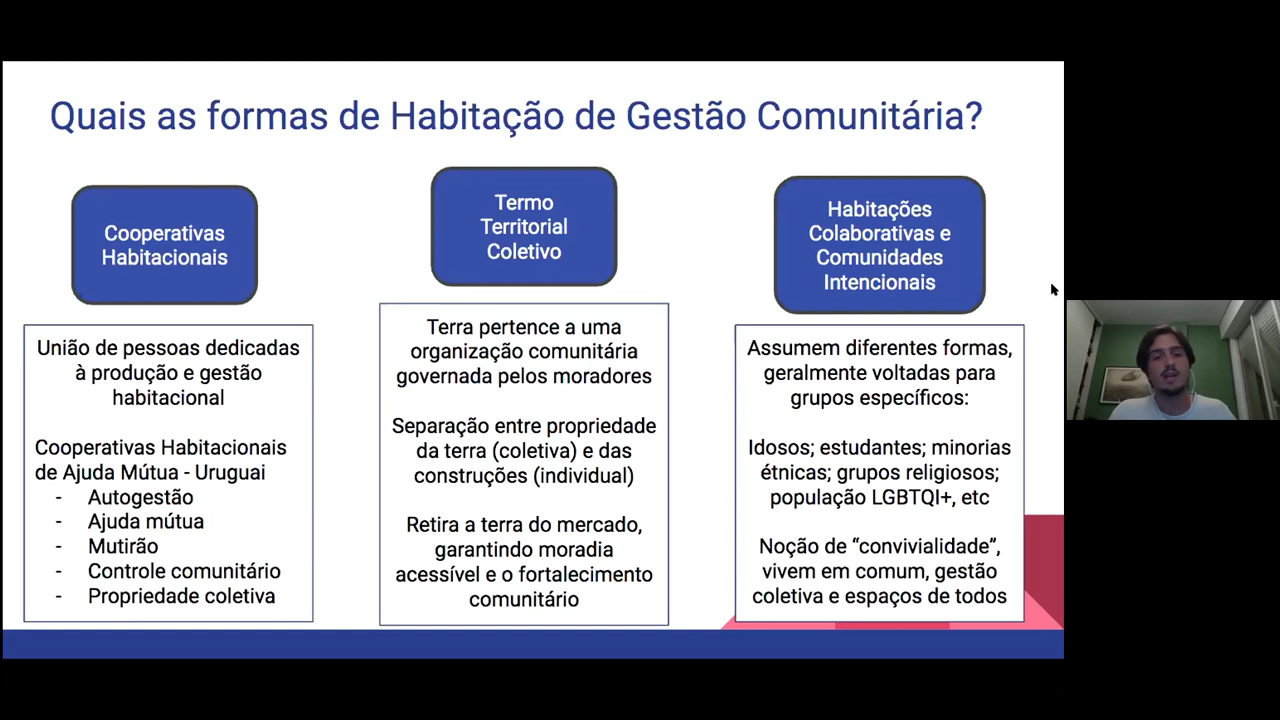 Quais as formas de Habitação de Gestão Comunitária?
Cooperativas
Habitacionais
União de pessoas dedicadas
à produção e gestão
habitacional
Cooperativas Habitacionais
de Ajuda Mútua - Uruguai
- Autogestão
- Ajuda mútua
- Mutirão
- Controle comunitário
- Propriedade coletiva
Termo
Territorial
Coletivo
Terra pertence a uma
organização comunitária
governada pelos moradores
Separação entre propriedade
da terra (coletiva) e das
construções (individual)
Retira a terra do mercado,
garantindo moradia
acessível e o fortalecimento
comunitário
Habitações
Colaborativas e
Comunidades
Intencionais
Assumem diferentes formas,
geralmente voltadas para
grupos específicos:
Idosos; estudantes; minorias
étnicas; grupos religiosos;
população LGBTQI+, etc
Noção de “convivialidade”,
vivem em comum, gestão
coletiva e espaços de todos